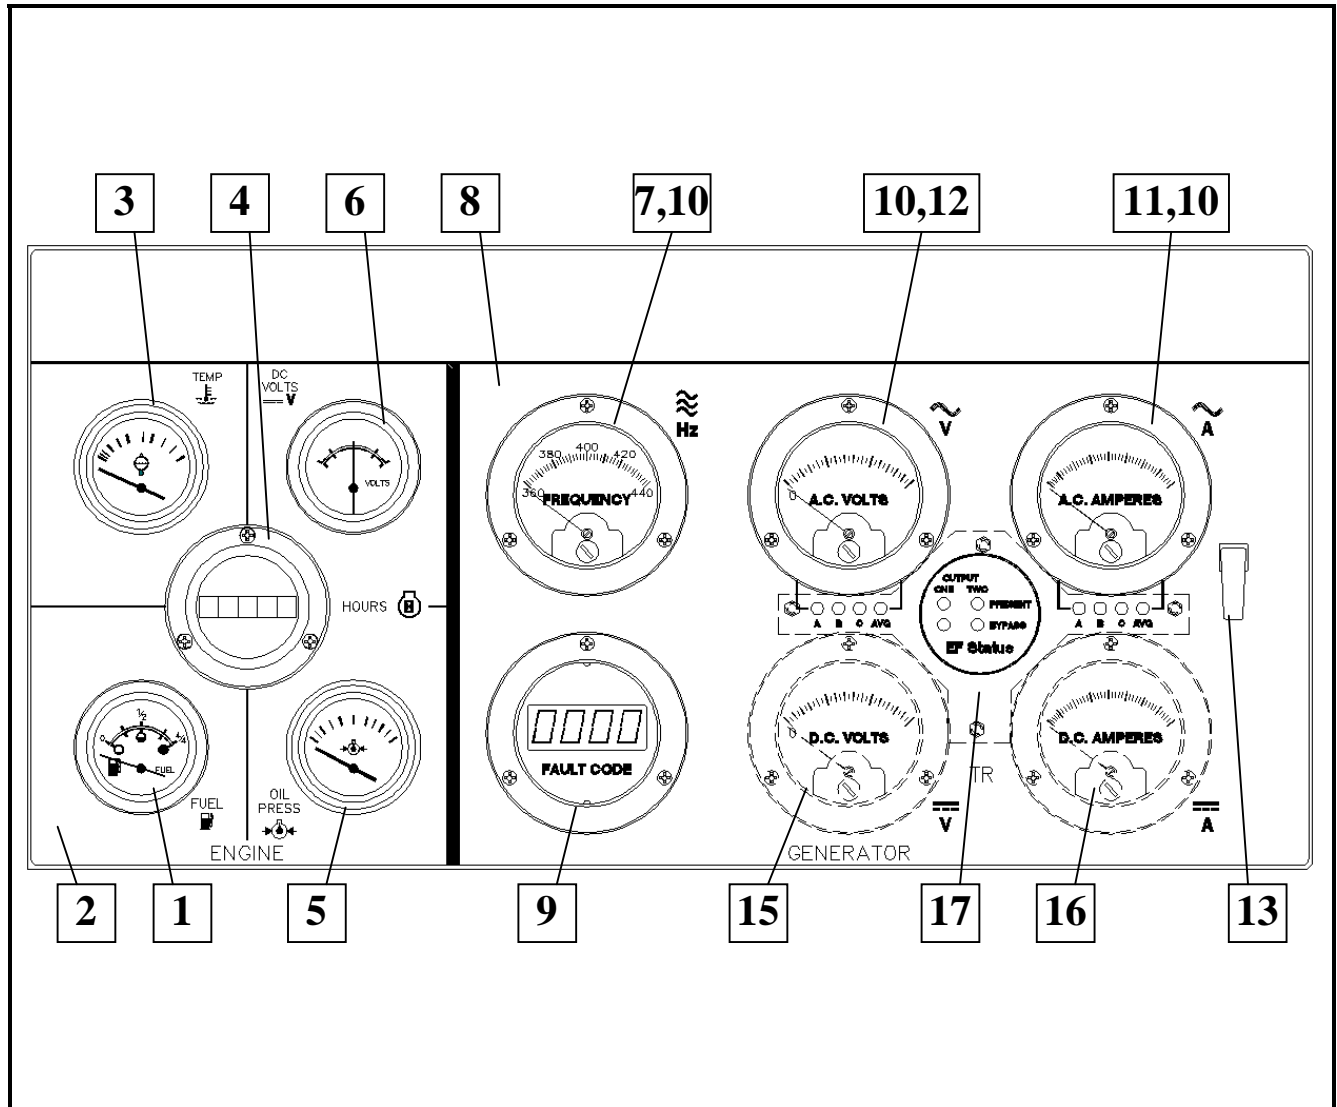 3
4
6
8
7,10
10,12
11,10
TEMP
DC
VOLTS
V
VOLTS
Hz
360 380 400 420 440
FREQUENCY
V
0
A.C. VOLTS
A
A.C. AMPERES
HOURS
H
A B C AVG
OUTPUT
ONE TWO
PRESENT
BYPASS
EF Status
A B C AVG
0 1/2 4/4
FUEL
FUEL
OIL
PRESS
ENGINE
FAULT CODE
0
D.C. VOLTS
V
TR
D.C. AMPERES
A
GENERATOR
2
1
5
9
15
17
16
13